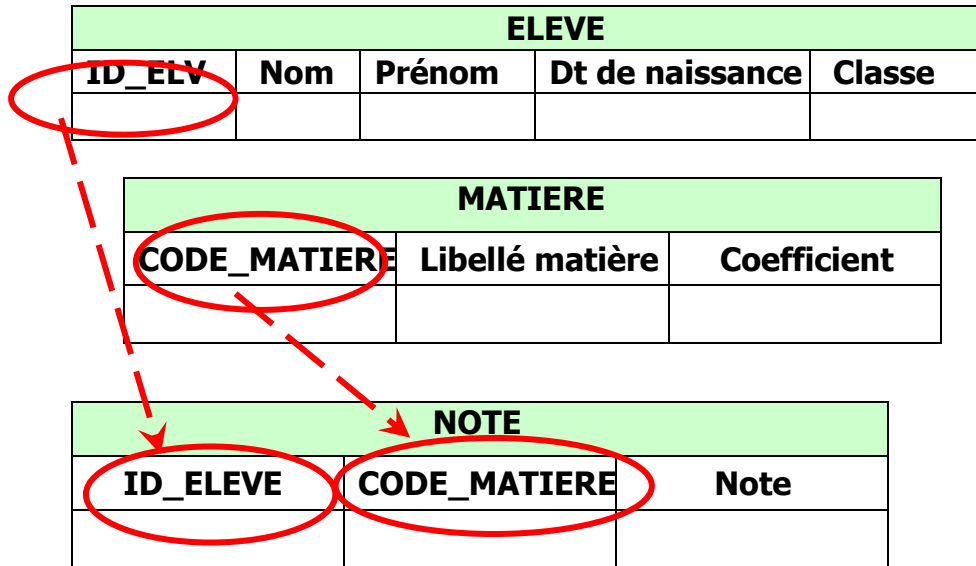 ELEVE
ID_ELV Nom Prénom Dt de naissance Classe
MATIERE
CODE_MATIERE Libellé matière Coefficient
NOTE
ID_ELEVE CODE_MATIERE Note